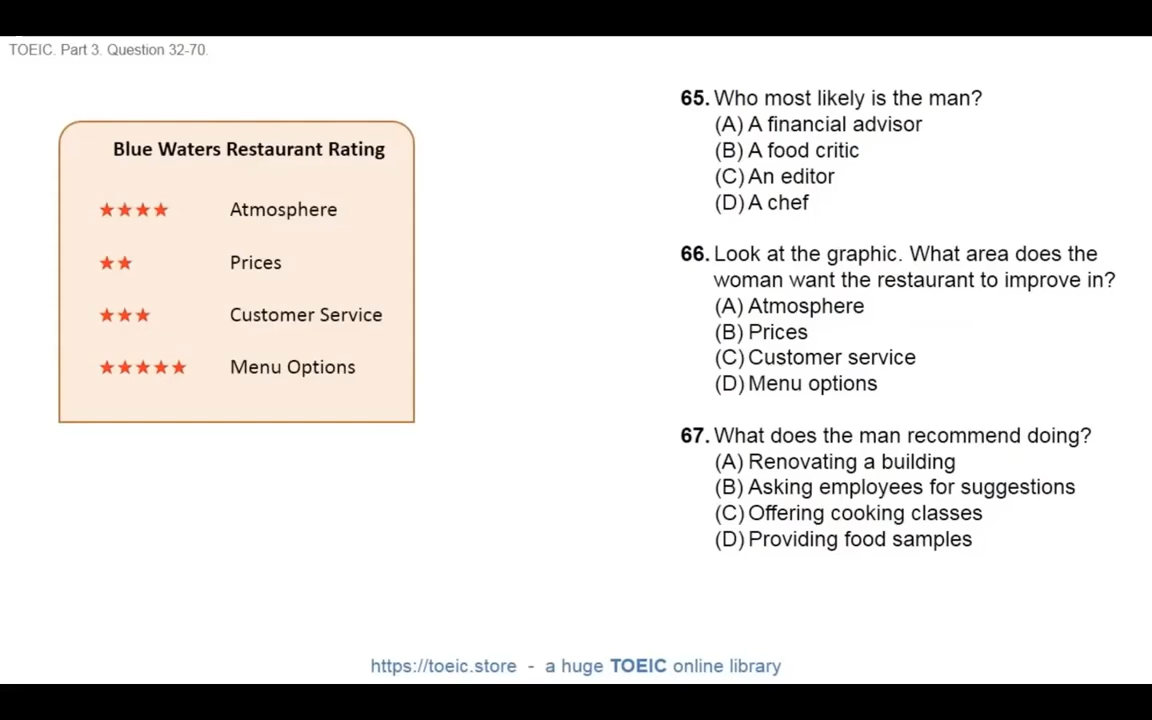 TOEIC. Part 3. Question 32-70.
Blue Waters Restaurant Rating
★★★★ Atmosphere
★★ Prices
★★★ Customer Service
★★★★★ Menu Options
65. Who most likely is the man?
(A) A financial advisor
(B) A food critic
(C) An editor
(D) A chef
66. Look at the graphic. What area does the
woman want the restaurant to improve in?
(A) Atmosphere
(B) Prices
(C) Customer service
(D) Menu options
67. What does the man recommend doing?
(A) Renovating a building
(B) Asking employees for suggestions
(C) Offering cooking classes
(D) Providing food samples
https://toeic.store - a huge TOEIC online library